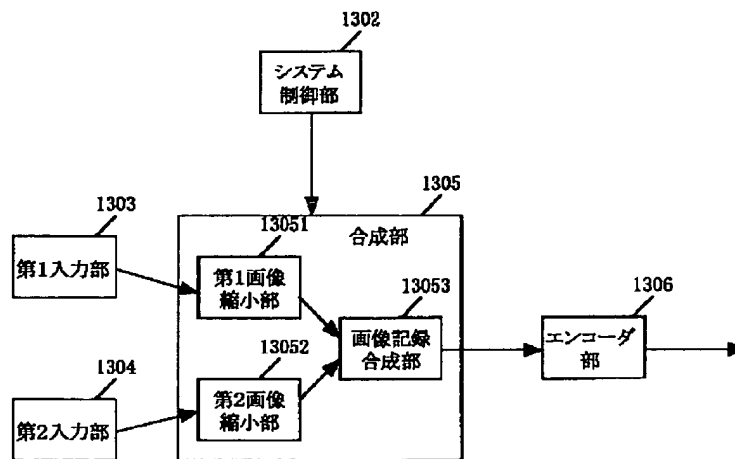 1302
システム
制御部
1303
第1入力部
1305
合成部
13051
第1画像
縮小部
13053
画像記録
合成部
1306
エンコーダ
部
1304
第2入力部
13052
第2画像
縮小部